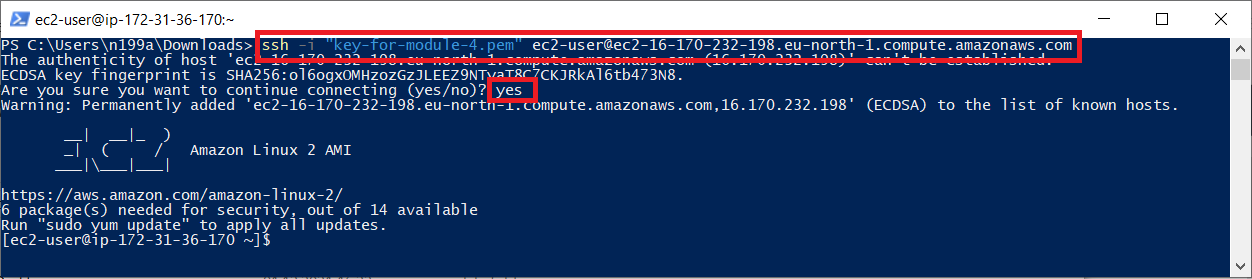 ec2-user@ip-172-31-36-170:~
PS C:\Users\n199a\Downloads> ssh -i "key-for-module-4.pem" ec2-user@ec2-16-170-232-198.eu-north-1.compute.amazonaws.com
The authenticity of host 'ec2-16-170-232-198.eu-north-1.compute.amazonaws.com (16.170.232.198)' can't be established.
ECDSA key fingerprint is
Are you sure you want to continue connecting (yes/no)? yes
Warning: Permanently added 'ec2-16-170-232-198.eu-north-1.compute.amazonaws.com,16.170.232.198' (ECDSA) to the list of known hosts.
__|  __|_  )
_|  (     /   Amazon Linux 2 AMI
___|\___|___|
https://aws.amazon.com/amazon-linux-2/
6 package(s) needed for security, out of 14 available
Run "sudo yum update" to apply all updates.
[ec2-user@ip-172-31-36-170 ~]$